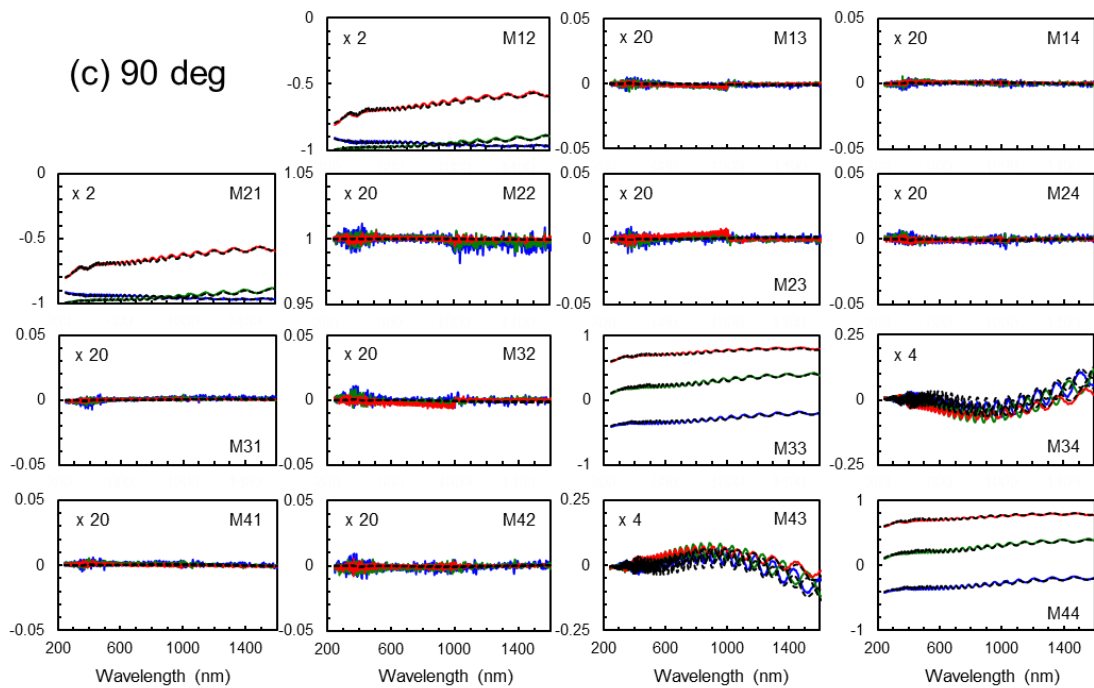 0 0.05 0.05
x 2 M12 x 20 M13 x 20 M14
(c) 90 deg
-0.5 0 0
-1 -0.05 -0.05
0 1.05 0.05 0.05
x 2 M21 x 20 M22 x 20 x 20 M24
-0.5 1 0 0
M23
-1 0.95 -0.05 -0.05
0.05 0.05 1 0.25
x 20 x 20 M32 x 4
0 0 0 0
M31 M33 M34
-0.05 -0.05 -1 -0.25
0.05 0.05 0.25 1
x 20 M41 x 20 M42 x 4 M43
0 0 0 0
M44
-0.05 -0.05 0.25 -1
200 600 1000 1400 200 600 1000 1400 200 600 1000 1400 200 600 1000 1400
Wavelength (nm) Wavelength (nm) Wavelength (nm) Wavelength (nm)